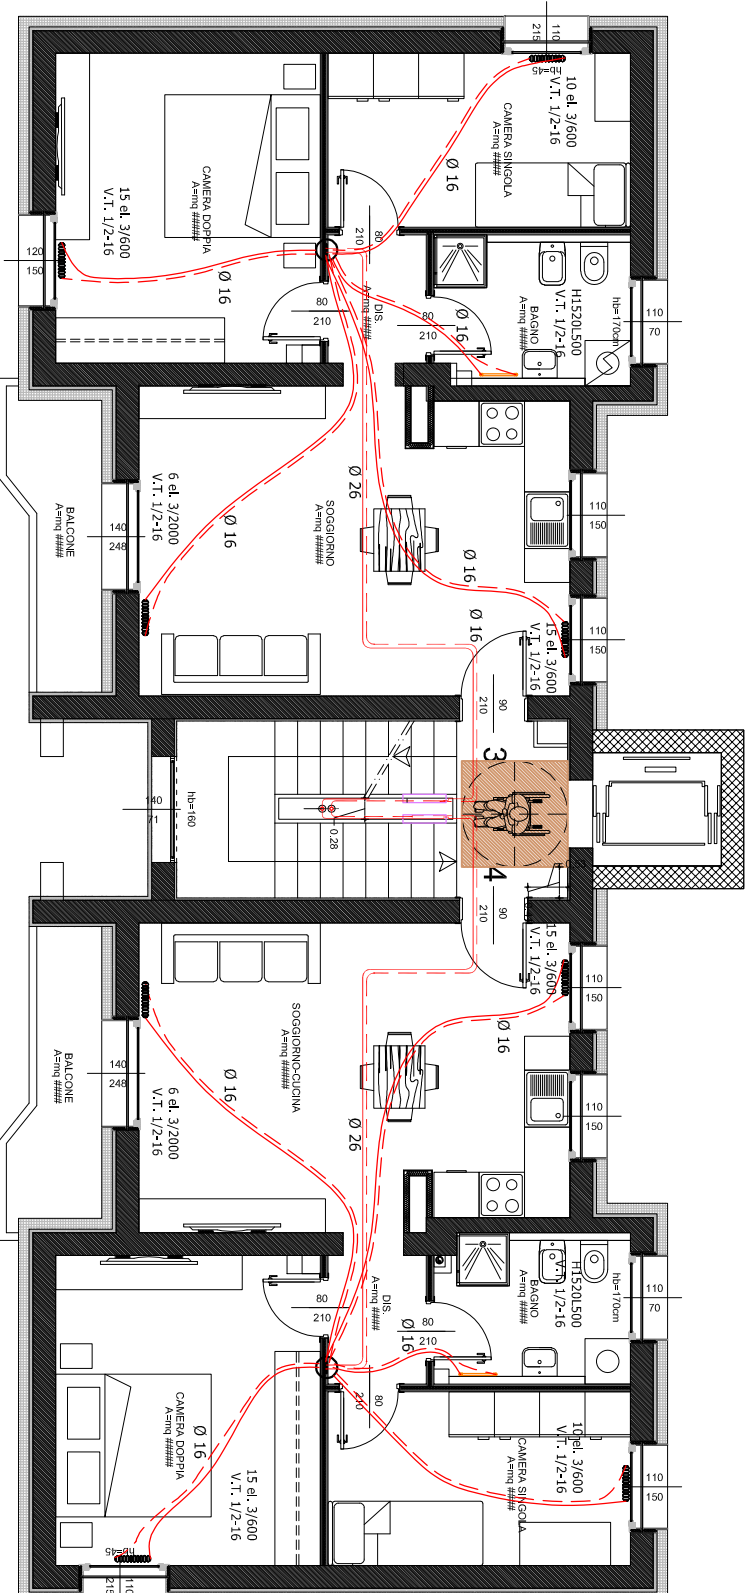 110
215
hb=45
10 el. 3/600
V.T. 1/2-16
CAMERA SINGOLA
A=mq ####
Ø 16
CAMERA DOPPIA
A=mq #####
15 el. 3/600
V.T. 1/2-16
Ø 16
120
150
80
210
80
210
DIS.
A=mq ####
80
210
Ø 16
H1520L500
V.T. 1/2-16
BAGNO
A=mq ####
hb=170cm
110
70
6 el. 3/2000
V.T. 1/2-16
Ø 16
Ø 26
SOGGIORNO
A=mq #####
BALCONE
A=mq ####
140
248
110
150
Ø 16
Ø 16
15 el. 3/600
V.T. 1/2-16
110
150
90
210
3
140
71
hb=160
0.28
4
0.53
90
210
15 el. 3/600
V.T. 1/2-16
110
150
Ø 16
SOGGIORNO-CUCINA
A=mq #####
BALCONE
A=mq ####
140
248
6 el. 3/2000
V.T. 1/2-16
Ø 16
Ø 26
110
150
DIS.
A=mq ####
80
210
80
210
Ø 16
H1520L500
V.T. 1/2-16
BAGNO
A=mq ####
hb=170cm
110
70
80
210
CAMERA DOPPIA
A=mq #####
Ø 16
15 el. 3/600
V.T. 1/2-16
10 el. 3/600
V.T. 1/2-16
CAMERA SINGOLA
A=mq ####
110
150
hb=45
110
215